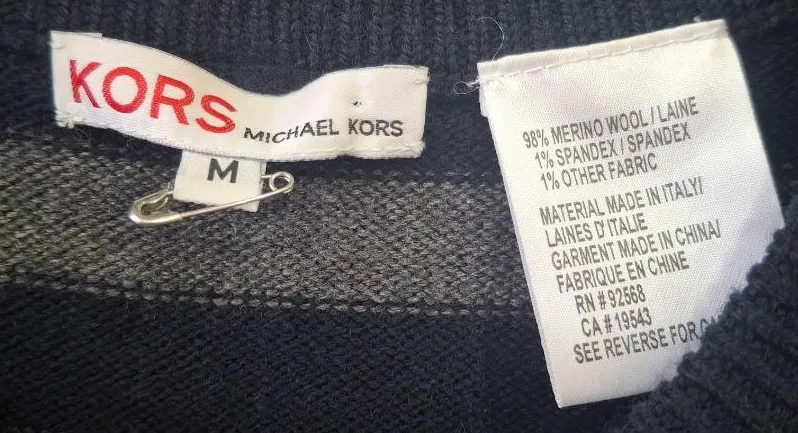 KORS
MICHAEL KORS
M
98% MERINO WOOL / LAINE
1% SPANDEX / SPANDEX
1% OTHER FABRIC
MATERIAL MADE IN ITALY/
LAINES D'ITALIE
GARMENT MADE IN CHINA/
FABRIQUE EN CHINE
RN # 92568
CA # 19543
SEE REVERSE FOR